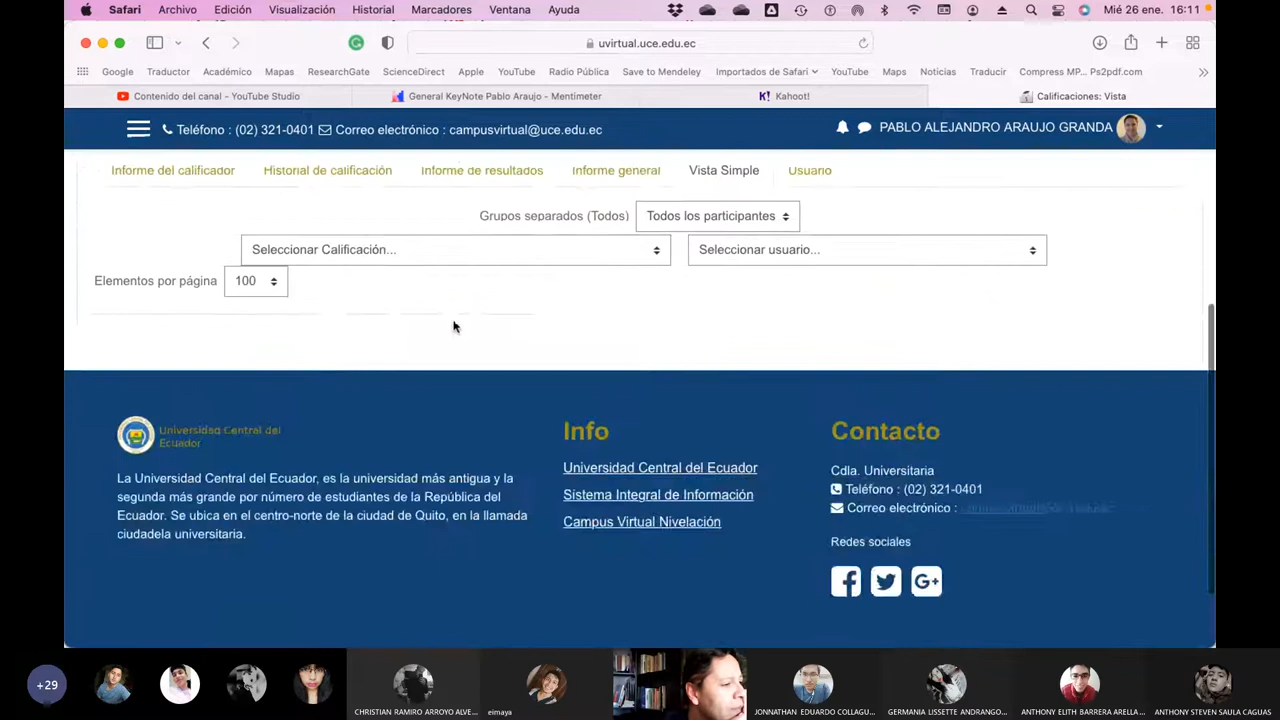 Safari Archivo Edición Visualización Historial Marcadores Ventana Ayuda Mié 26 ene. 16:11
uvirtual.uce.edu.ec
Google Traductor Académico Mapas ResearchGate ScienceDirect Apple YouTube Radio Pública Save to Mendeley Importados de Safari YouTube Maps Noticias Traducir Compress MP... Ps2pdf.com
Contenido del canal - YouTube Studio General KeyNote Pablo Araujo - Mentimeter K! Kahoot! Calificaciones: Vista
Teléfono : (02) 321-0401 Correo electrónico : campusvirtual@uce.edu.ec PABLO ALEJANDRO ARAUJO GRANDA
Informe del calificador Historial de calificación Informe de resultados Informe general Vista Simple Usuario
Grupos separados (Todos) Todos los participantes
Seleccionar Calificación... Seleccionar usuario...
Elementos por página 100
Universidad Central del
Ecuador
La Universidad Central del Ecuador, es la universidad más antigua y la
segunda más grande por número de estudiantes de la República del
Ecuador. Se ubica en el centro-norte de la ciudad de Quito, en la llamada
ciudadela universitaria.
Info
Universidad Central del Ecuador
Sistema Integral de Información
Campus Virtual Nivelación
Contacto
Cdla. Universitaria
Teléfono : (02) 321-0401
Correo electrónico :
Redes sociales
+29
CHRISTIAN RAMIRO ARROYO ALVE... eimaya JONNATHAN EDUARDO COLLAGU... GERMANIA LISSETTE ANDRANGO... ANTHONY ELITH BARRERA ARELLA... ANTHONY STEVEN SAULA CAGUAS